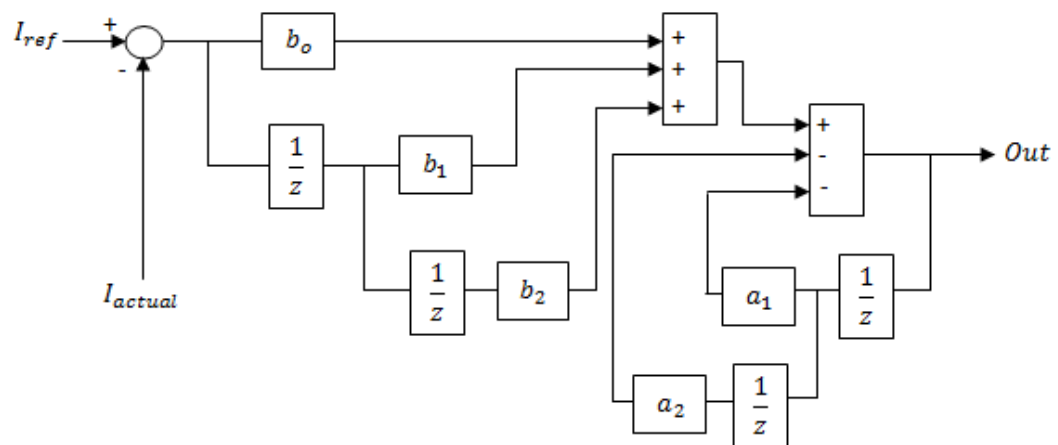 I_ref
+
-
b_o
+
+
+
1/z
b_1
+
-
-
Out
1/z
b_2
a_1
1/z
I_actual
a_2
1/z